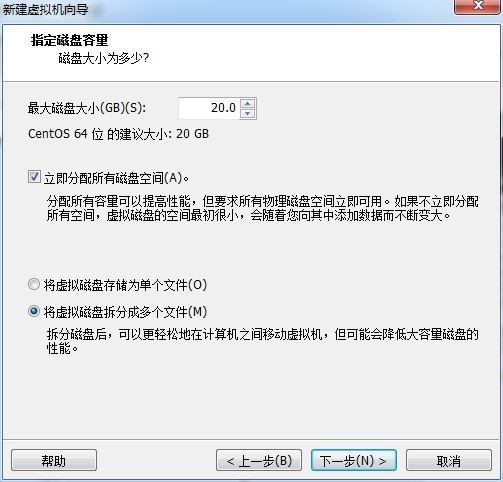 新建虚拟机向导
指定磁盘容量
磁盘大小为多少?
最大磁盘大小(GB)(S):
20.0
CentOS 64 位 的建议大小: 20 GB
立即分配所有磁盘空间(A)。
分配所有容量可以提高性能，但要求所有物理磁盘空间立即可用。如果不立即分配
所有空间，虚拟磁盘的空间最初很小，会随着您向其中添加数据而不断变大。
将虚拟磁盘存储为单个文件(O)
将虚拟磁盘拆分成多个文件(M)
拆分磁盘后，可以更轻松地在计算机之间移动虚拟机，但可能会降低大容量磁盘的
性能。
帮助
< 上一步(B)
下一步(N) >
取消